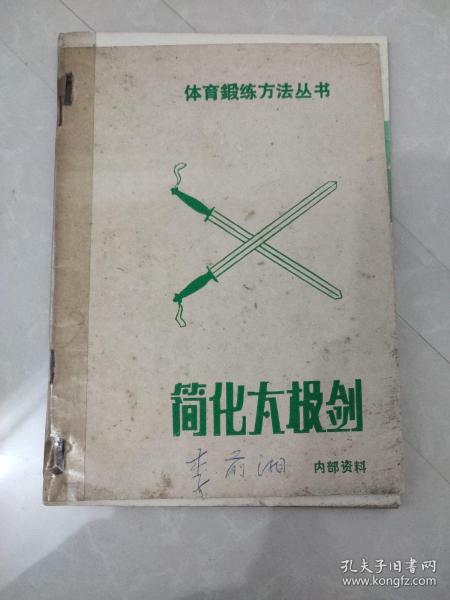 体育鍛练方法丛书
简化太极剑
李前湘
内部资料
孔夫子旧书网
www.kongfz.com